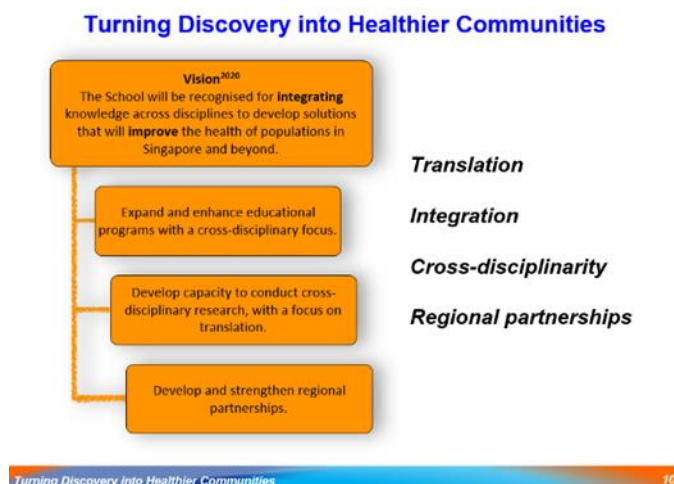 Turning Discovery into Healthier Communities
Vision2020
The School will be recognised for integrating
knowledge across disciplines to develop solutions
that will improve the health of populations in
Singapore and beyond.
Expand and enhance educational
programs with a cross-disciplinary focus.
Develop capacity to conduct cross-
disciplinary research, with a focus on
translation.
Develop and strengthen regional
partnerships.
Translation
Integration
Cross-disciplinarity
Regional partnerships
Turning Discovery into Healthier Communities
10